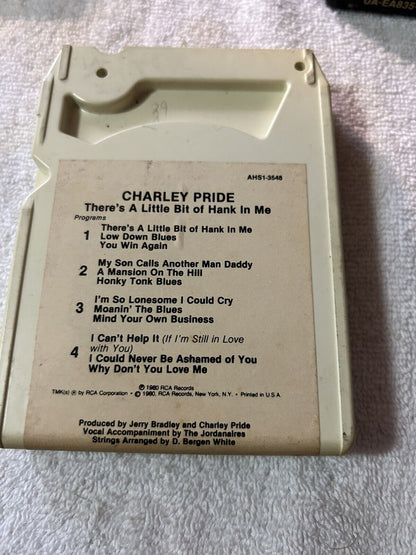 UA-EA835
39
AHS1-3548
CHARLEY PRIDE
There's A Little Bit of Hank In Me
Programs
1
There's A Little Bit of Hank In Me
Low Down Blues
You Win Again
2
My Son Calls Another Man Daddy
A Mansion On The Hill
Honky Tonk Blues
3
I'm So Lonesome I Could Cry
Moanin' The Blues
Mind Your Own Business
4
I Can't Help It (If I'm Still in Love
with You)
I Could Never Be Ashamed of You
Why Don't You Love Me
℗ 1980 RCA Records
TMK(s) ® by RCA Corporation • © 1980, RCA Records, New York, N.Y. • Printed in U.S.A.
Produced by Jerry Bradley and Charley Pride
Vocal Accompaniment by The Jordanaires
Strings Arranged by D. Bergen White